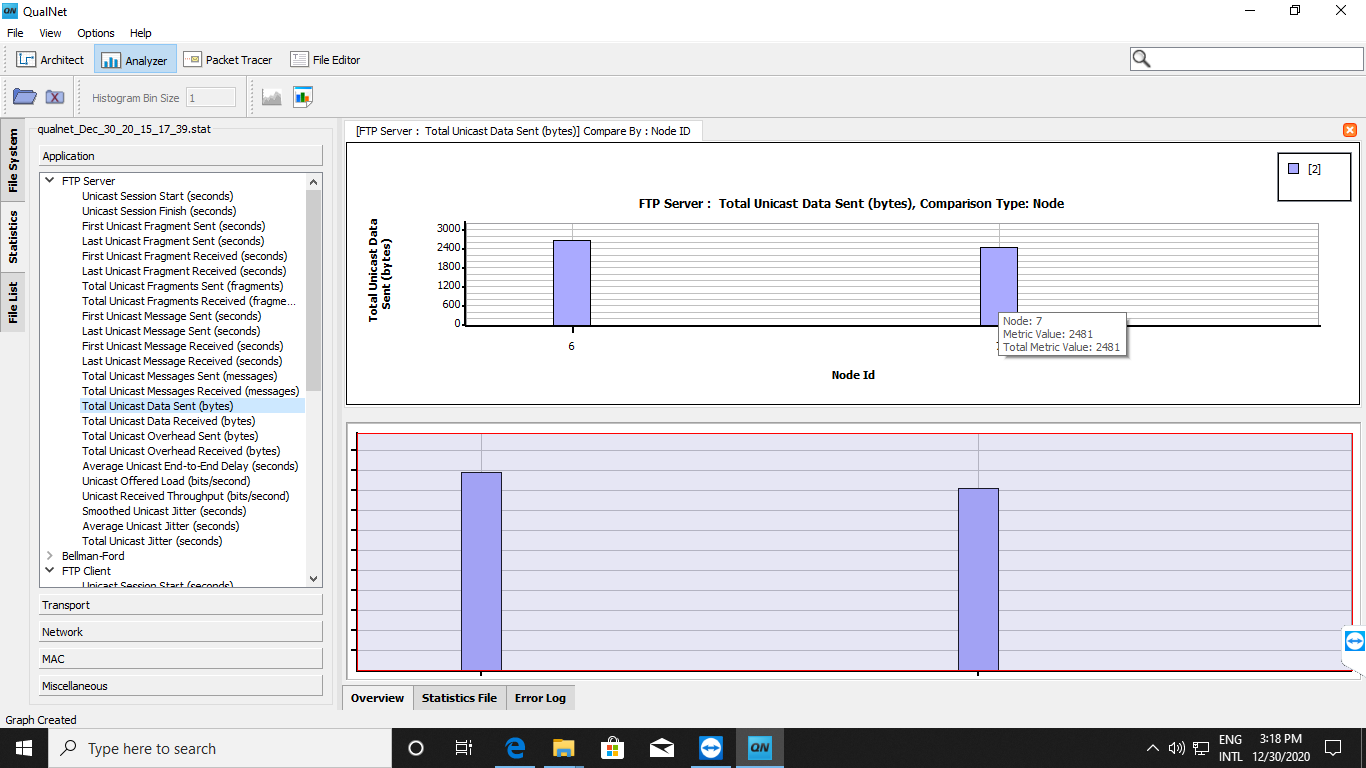 QN QualNet
File View Options Help
Architect Analyzer Packet Tracer File Editor
Histogram Bin Size 1
File System
Statistics
File List
qualnet_Dec_30_20_15_17_39.stat
Application
FTP Server
Unicast Session Start (seconds)
Unicast Session Finish (seconds)
First Unicast Fragment Sent (seconds)
Last Unicast Fragment Sent (seconds)
First Unicast Fragment Received (seconds)
Last Unicast Fragment Received (seconds)
Total Unicast Fragments Sent (fragments)
Total Unicast Fragments Received (fragme...
First Unicast Message Sent (seconds)
Last Unicast Message Sent (seconds)
First Unicast Message Received (seconds)
Last Unicast Message Received (seconds)
Total Unicast Messages Sent (messages)
Total Unicast Messages Received (messages)
Total Unicast Data Sent (bytes)
Total Unicast Data Received (bytes)
Total Unicast Overhead Sent (bytes)
Total Unicast Overhead Received (bytes)
Average Unicast End-to-End Delay (seconds)
Unicast Offered Load (bits/second)
Unicast Received Throughput (bits/second)
Smoothed Unicast Jitter (seconds)
Average Unicast Jitter (seconds)
Total Unicast Jitter (seconds)
Bellman-Ford
FTP Client
Unicast Session Start (seconds)
Transport
Network
MAC
Miscellaneous
[FTP Server : Total Unicast Data Sent (bytes)] Compare By : Node ID
[2]
FTP Server : Total Unicast Data Sent (bytes), Comparison Type: Node
Total Unicast Data
Sent (bytes)
3000
2400
1800
1200
600
0
6
Node: 7
Metric Value: 2481
Total Metric Value: 2481
Node Id
Overview Statistics File Error Log
Graph Created
Type here to search
QN
ENG
INTL
3:18 PM
12/30/2020